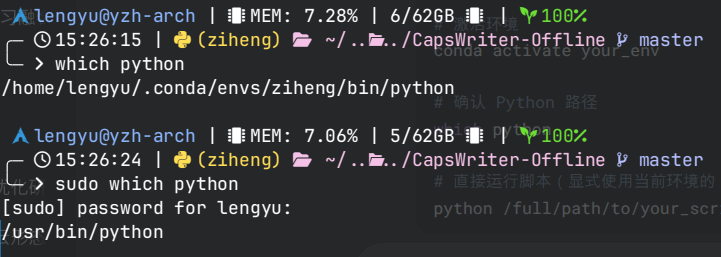 lengyu@yzh-arch | MEM: 7.28% | 6/62GB | 100%
15:26:15 | (ziheng) ~/../../CapsWriter-Offline master
> which python
/home/lengyu/.conda/envs/ziheng/bin/python
lengyu@yzh-arch | MEM: 7.06% | 5/62GB | 100%
15:26:24 | (ziheng) ~/../../CapsWriter-Offline master
> sudo which python
[sudo] password for lengyu:
/usr/bin/python
conda activate your_env
# 确认 Python 路径
# 直接运行脚本（显式使用当前环境的
python /full/path/to/your_scr